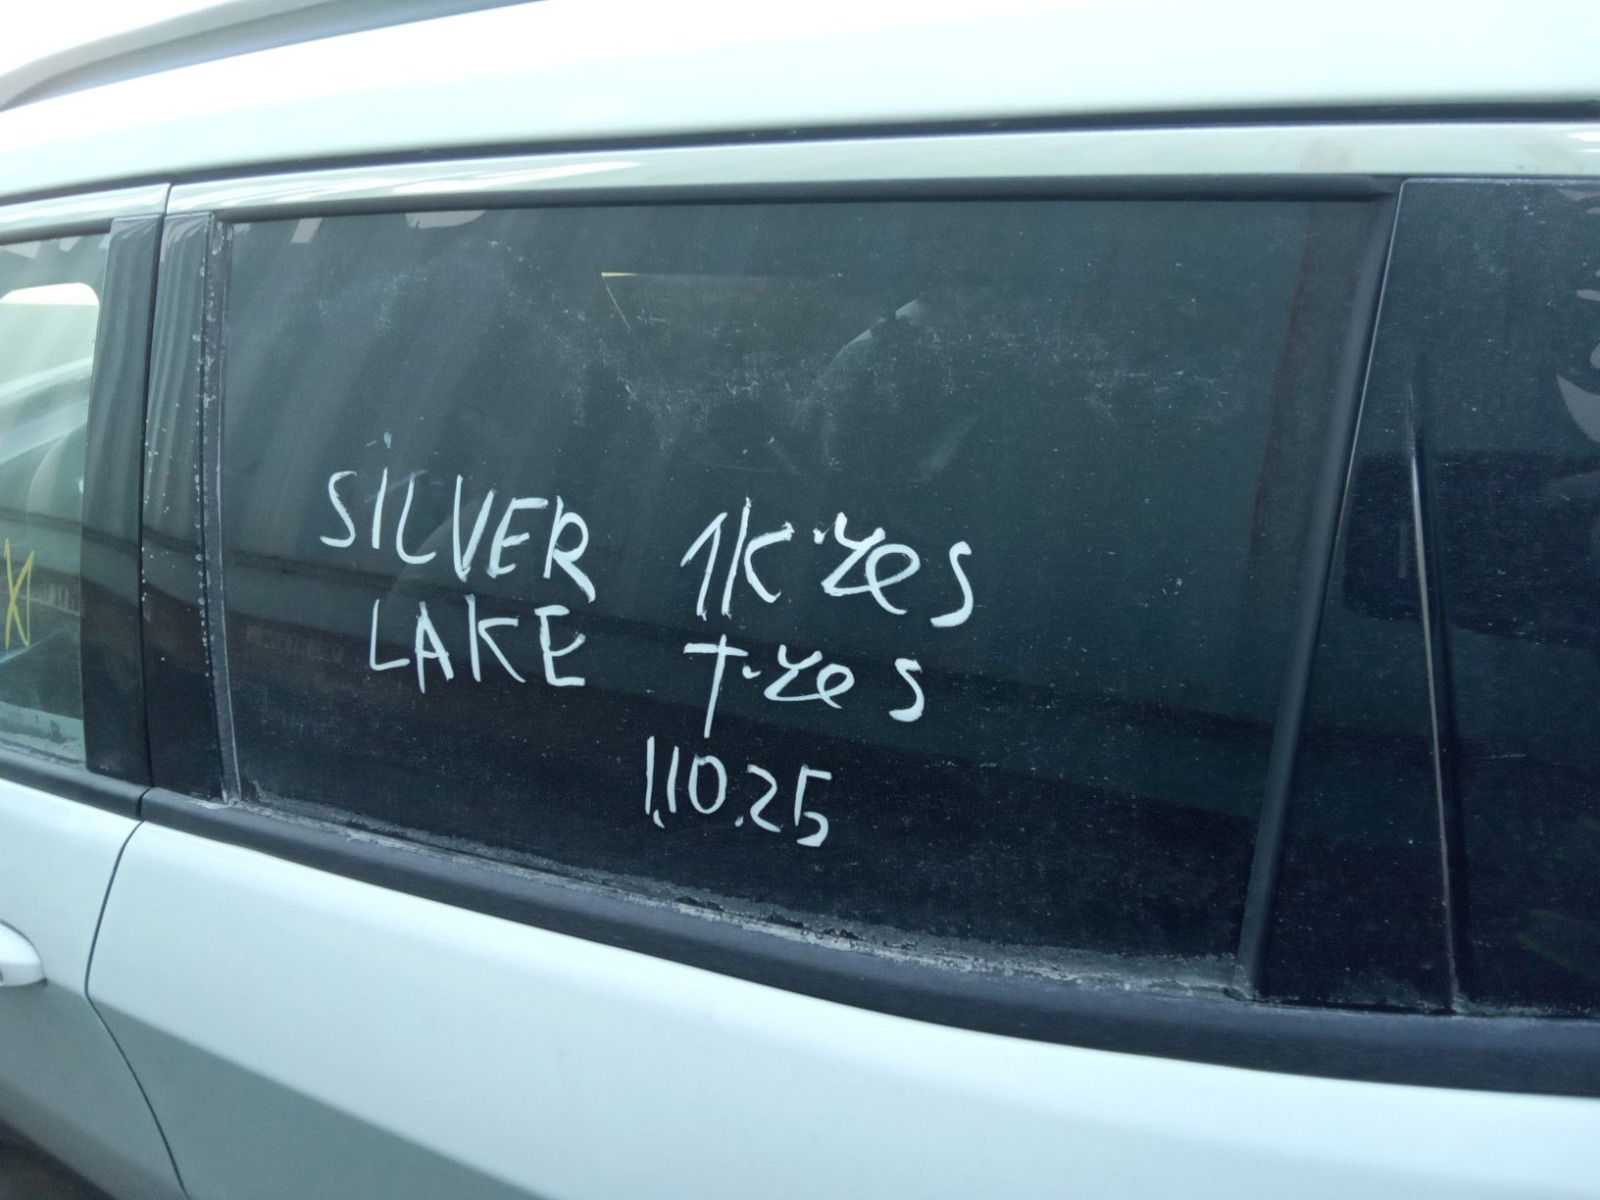 SILVER 1K-yes
LAKE T-yes
1.10.25
X